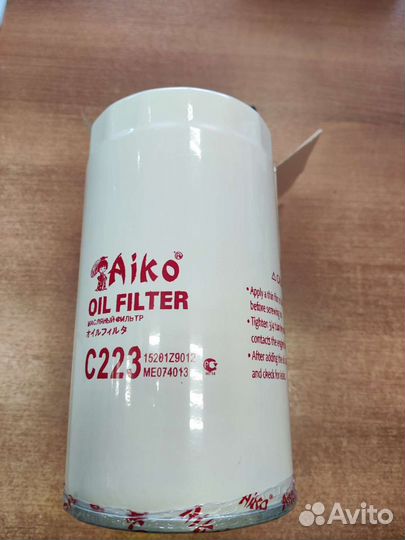 Aiko®
OIL FILTER
МАСЛЯНЫЙ ФИЛЬТР
オイルフィルタ
C223
15201Z9012
ME074013
• Apply a thin
before screwing
• Tighten 3/4 turn
contacts the engine
• After adding the
and check for
AiKO
Avito